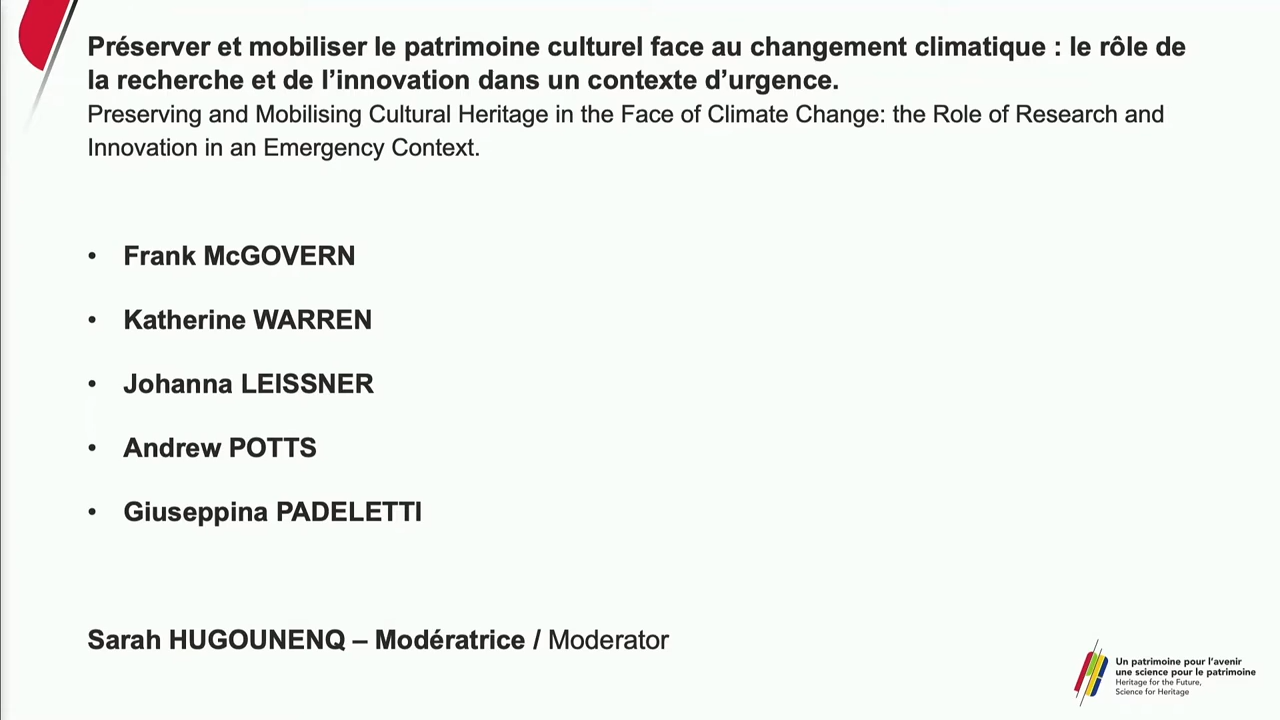 Préserver et mobiliser le patrimoine culturel face au changement climatique : le rôle de
la recherche et de l’innovation dans un contexte d’urgence.
Preserving and Mobilising Cultural Heritage in the Face of Climate Change: the Role of Research and
Innovation in an Emergency Context.
• Frank McGOVERN
• Katherine WARREN
• Johanna LEISSNER
• Andrew POTTS
• Giuseppina PADELETTI
Sarah HUGOUNENQ – Modératrice / Moderator
Un patrimoine pour l’avenir
une science pour le patrimoine
Heritage for the Future,
Science for Heritage